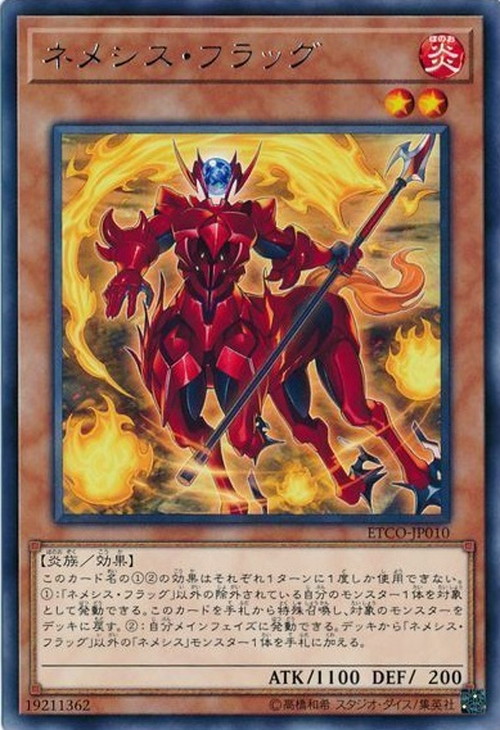 ネメシス・フラッグ
炎
ETCO-JP010
【炎族/効果】
このカード名の①②の効果はそれぞれ1ターンに1度しか使用できない。
①:「ネメシス・フラッグ」以外の除外されている自分のモンスター1体を対象
として発動できる。このカードを手札から特殊召喚し、対象のモンスターを
デッキに戻す。②:自分メインフェイズに発動できる。デッキから「ネメシス・
フラッグ」以外の「ネメシス」モンスター1体を手札に加える。
ATK/1100 DEF/ 200
19211362
©高橋和希 スタジオ・ダイス/集英社